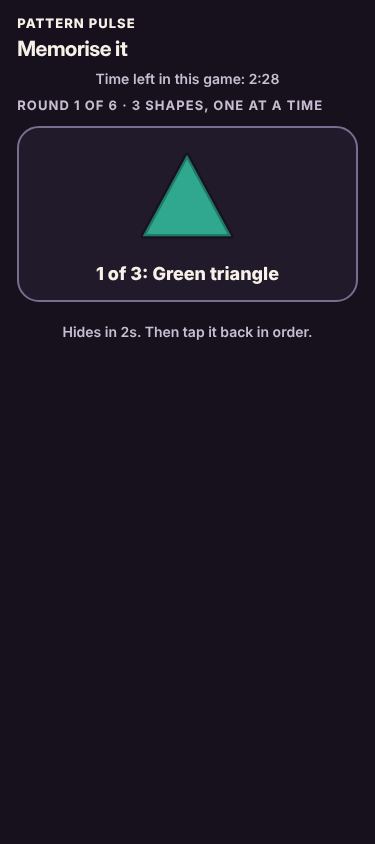 PATTERN PULSE
Memorise it
Time left in this game: 2:28
ROUND 1 OF 6 · 3 SHAPES, ONE AT A TIME
1 of 3: Green triangle
Hides in 2s. Then tap it back in order.